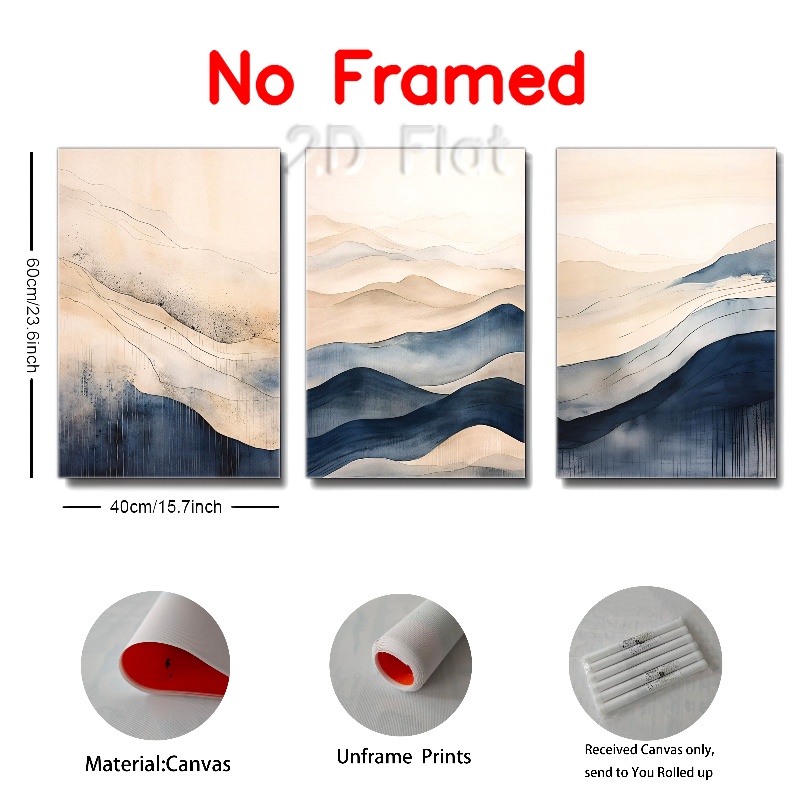 No Framed
2D Flat
60cm/23.6inch
40cm/15.7inch
Material:Canvas
Unframe Prints
Received Canvas only,
send to You Rolled up